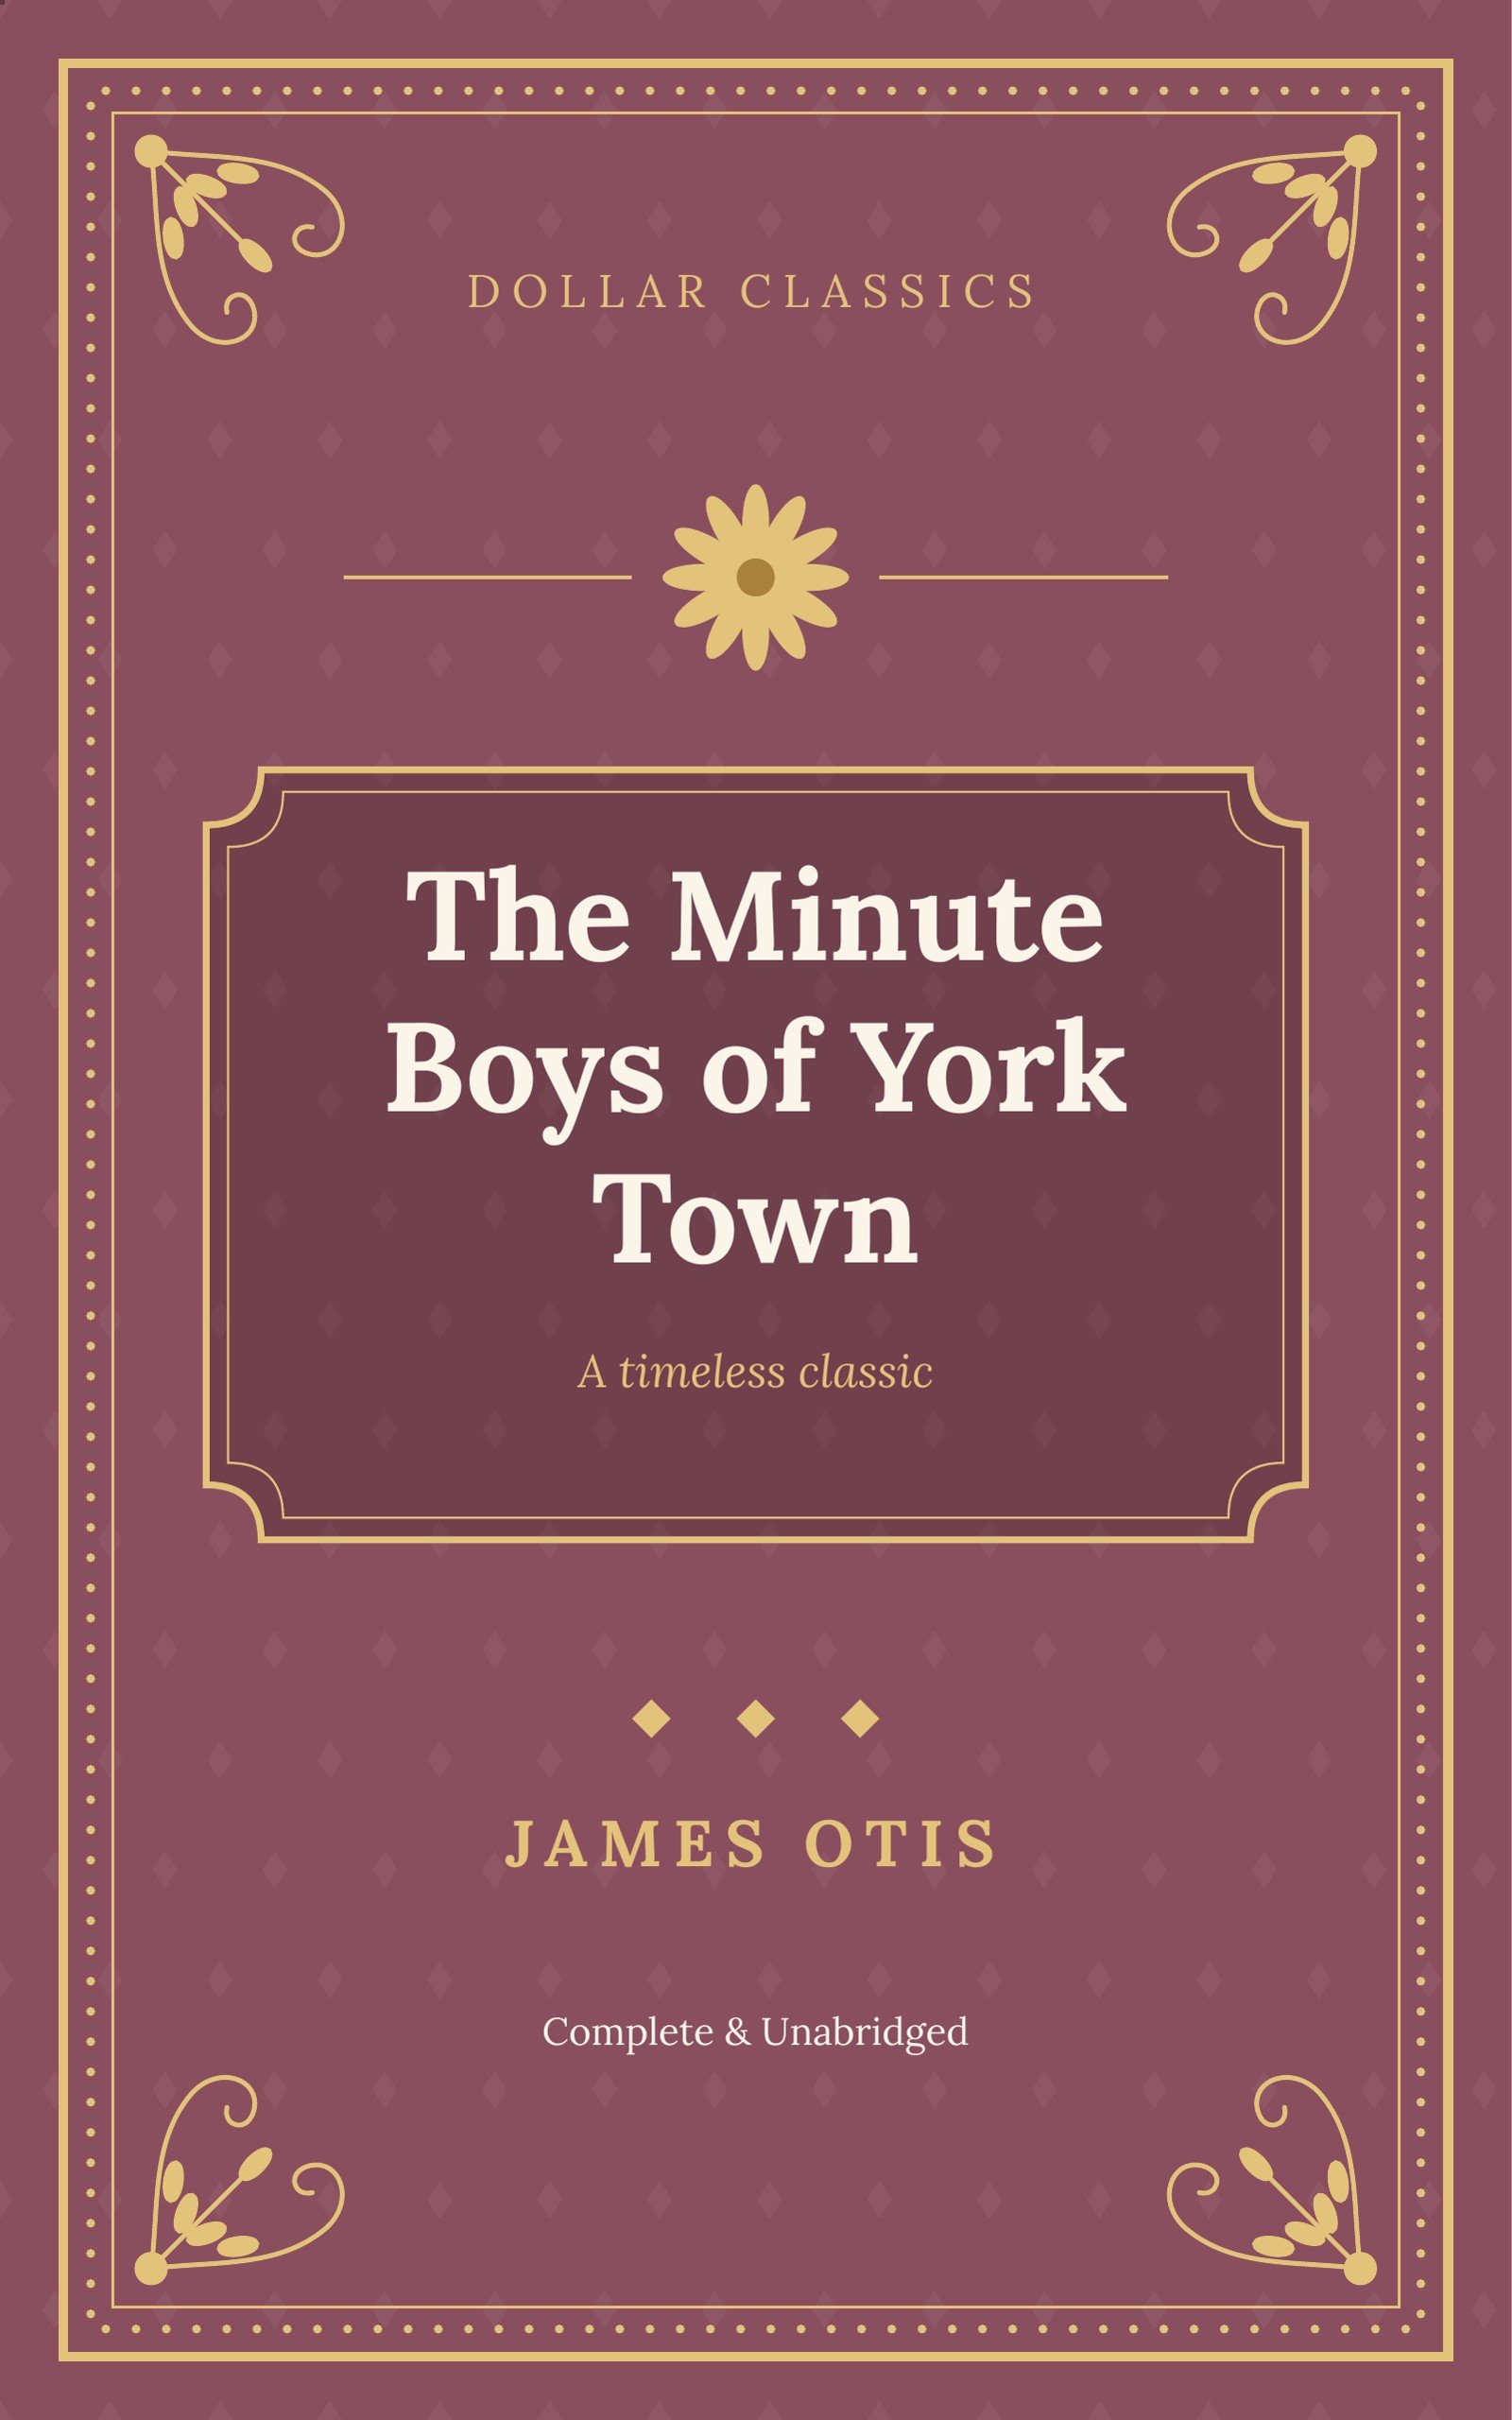 DOLLAR CLASSICS
The Minute
Boys of York
Town
A timeless classic
JAMES OTIS
Complete & Unabridged